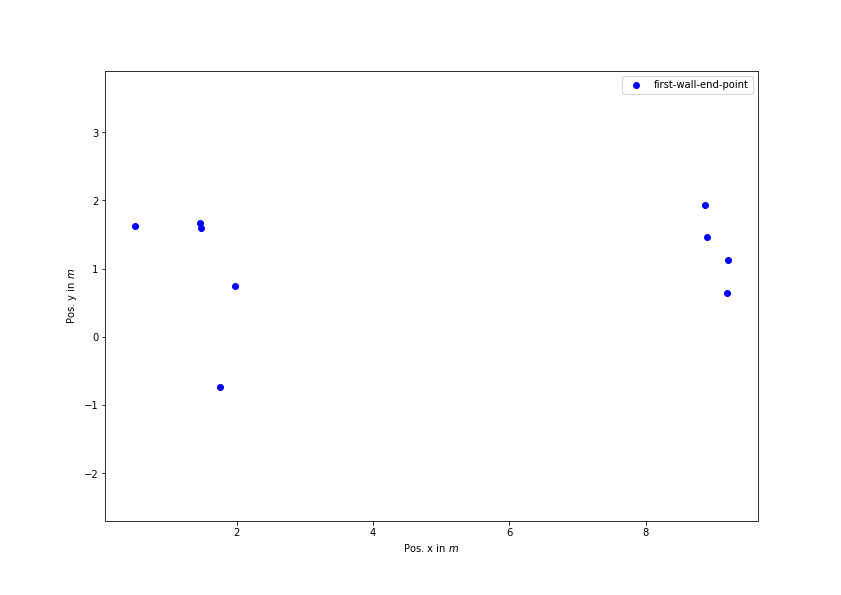 first-wall-end-point
3
2
1
0
−1
−2
Pos. y in m
2 4 6 8
Pos. x in m